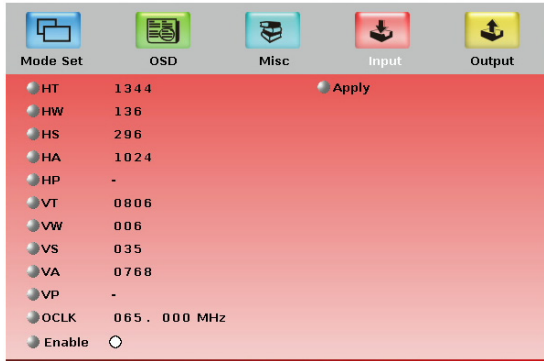 Mode Set OSD Misc Input Output
HT 1344 Apply
HW 136
HS 296
HA 1024
HP -
VT 0806
VW 006
VS 035
VA 0768
VP -
OCLK 065. 000 MHz
Enable